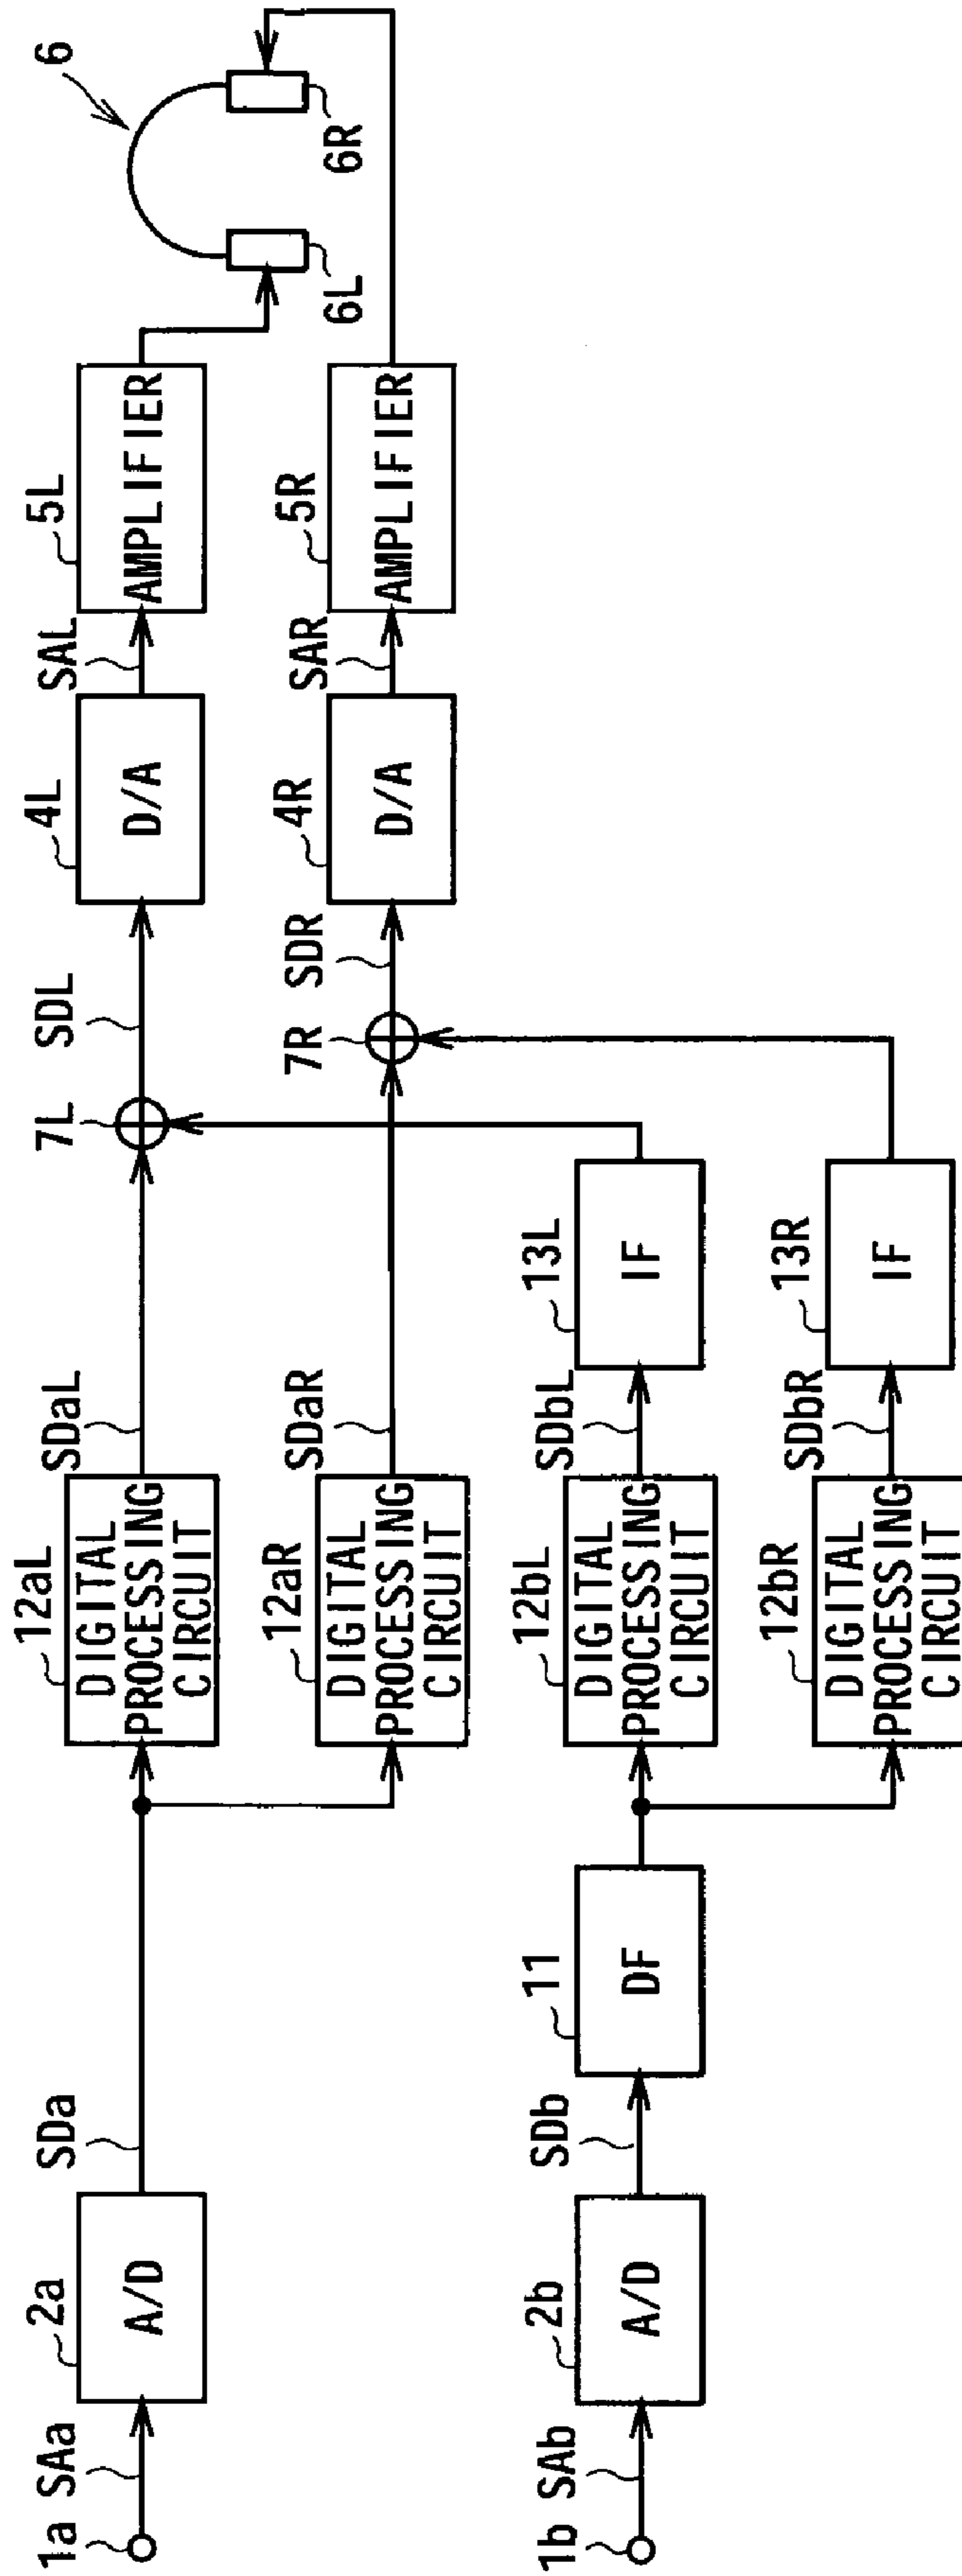 1a
SAa
2a
A/D
SDa
12aL
DIGITAL
PROCESSING
CIRCUIT
SDaL
7L
SDL
4L
D/A
SAL
5L
AMPLIFIER
6
6L
6R
12aR
DIGITAL
PROCESSING
CIRCUIT
SDaR
7R
SDR
4R
D/A
SAR
5R
AMPLIFIER
1b
SAb
2b
A/D
SDb
11
DF
12bL
DIGITAL
PROCESSING
CIRCUIT
SDbL
13L
IF
12bR
DIGITAL
PROCESSING
CIRCUIT
SDbR
13R
IF